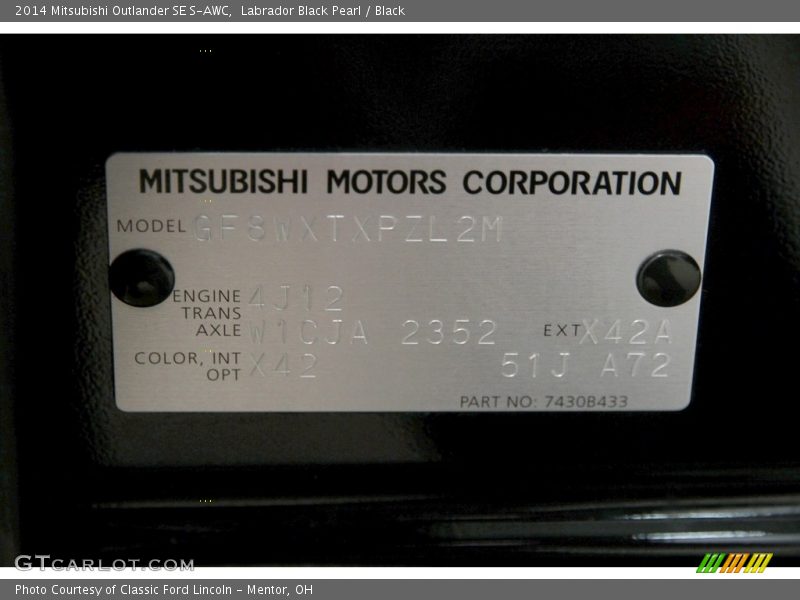 2014 Mitsubishi Outlander SE S-AWC,  Labrador Black Pearl / Black
MITSUBISHI MOTORS CORPORATION
MODEL GF8WXTXPZL2M
ENGINE 4J12
TRANS
AXLE W1CJA 2352 EXT X42A
COLOR, INT X42 51J A72
OPT
PART NO: 7430B433
GTCARLOT.COM
Photo Courtesy of Classic Ford Lincoln - Mentor, OH